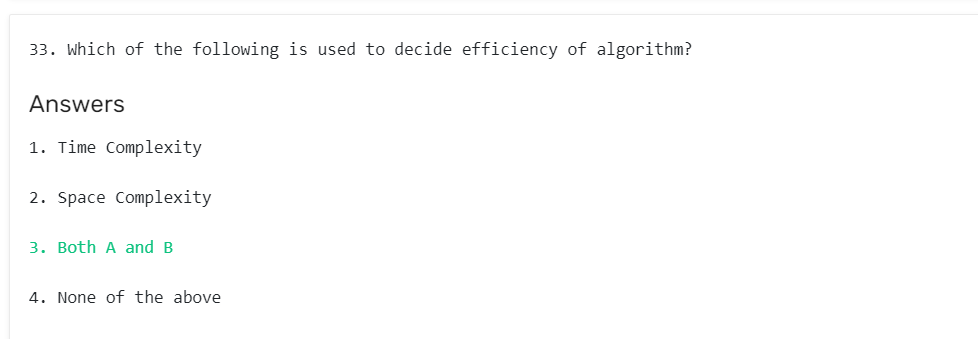 33. Which of the following is used to decide efficiency of algorithm?
Answers
1. Time Complexity
2. Space Complexity
3. Both A and B
4. None of the above